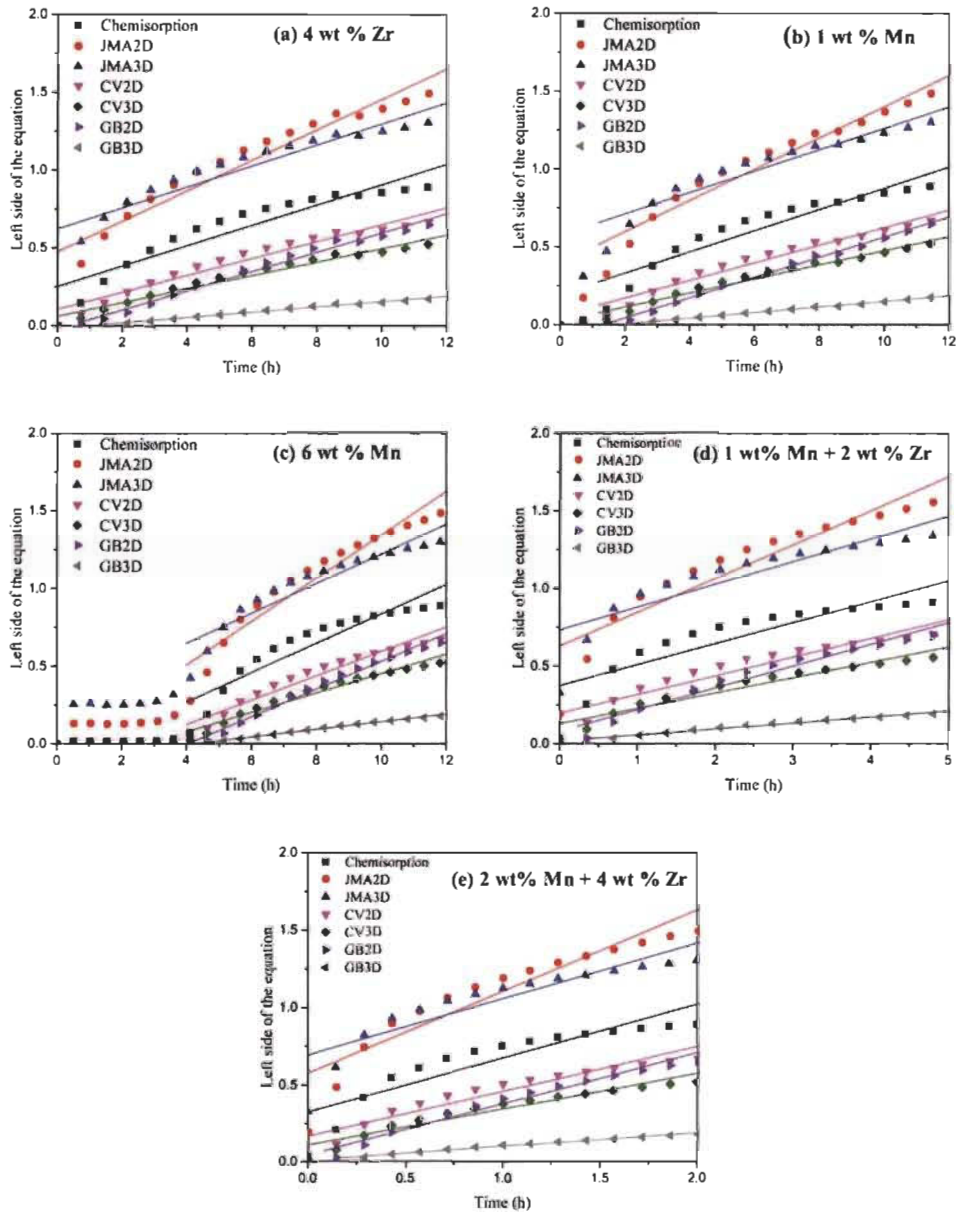 (a) 4 wt % Zr
Chemisorption
JMA2D
JMA3D
CV2D
CV3D
GB2D
GB3D
Left side of the equation
2.0
1.5
1.0
0.5
0.0
0 2 4 6 8 10 12
Time (h)
(b) 1 wt % Mn
Chemisorption
JMA2D
JMA3D
CV2D
CV3D
GB2D
GB3D
Left side of the equation
2.0
1.5
1.0
0.5
0.0
0 2 4 6 8 10 12
Time (h)
(c) 6 wt % Mn
Chemisorption
JMA2D
JMA3D
CV2D
CV3D
GB2D
GB3D
Left side of the equation
2.0
1.5
1.0
0.5
0.0
0 2 4 6 8 10 12
Time (h)
(d) 1 wt% Mn + 2 wt % Zr
Chemisorption
JMA2D
JMA3D
CV2D
CV3D
GB2D
GB3D
Left side of the equation
2.0
1.5
1.0
0.5
0.0
0 1 2 3 4 5
Time (h)
(e) 2 wt% Mn + 4 wt % Zr
Chemisorption
JMA2D
JMA3D
CV2D
CV3D
GB2D
GB3D
Left side of the equation
2.0
1.5
1.0
0.5
0.0
0.0 0.5 1.0 1.5 2.0
Time (h)